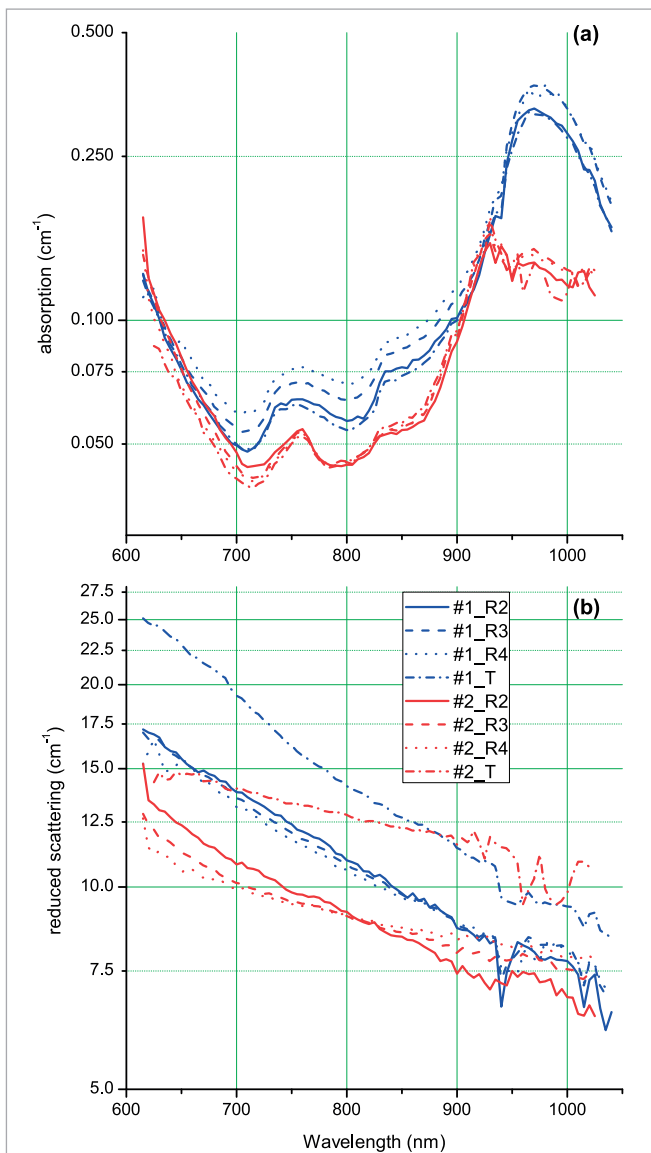 (a)
0.500
0.250
0.100
0.075
0.050
absorption (cm⁻¹)
600 700 800 900 1000
(b)
27.5
25.0
22.5
20.0
17.5
15.0
12.5
10.0
7.5
5.0
reduced scattering (cm⁻¹)
#1_R2
#1_R3
#1_R4
#1_T
#2_R2
#2_R3
#2_R4
#2_T
600 700 800 900 1000
Wavelength (nm)